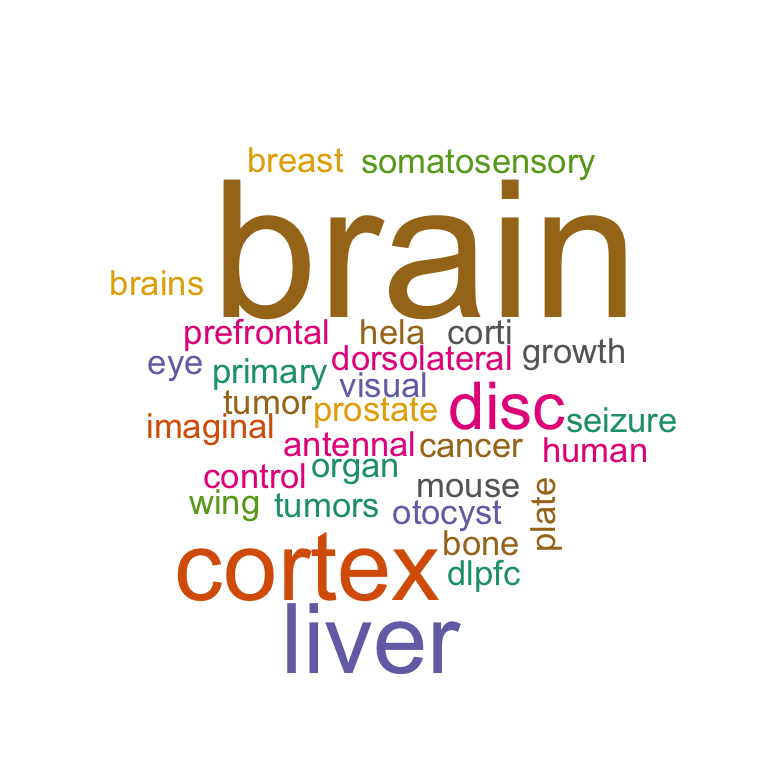 breast somatosensory
brain
brains
prefrontal hela corti
growth
eye primary dorsolateral
visual
tumor prostate disc seizure
imaginal
antennal cancer human
control organ
mouse plate
wing tumors otocyst
cortex bone
dlpfc
liver